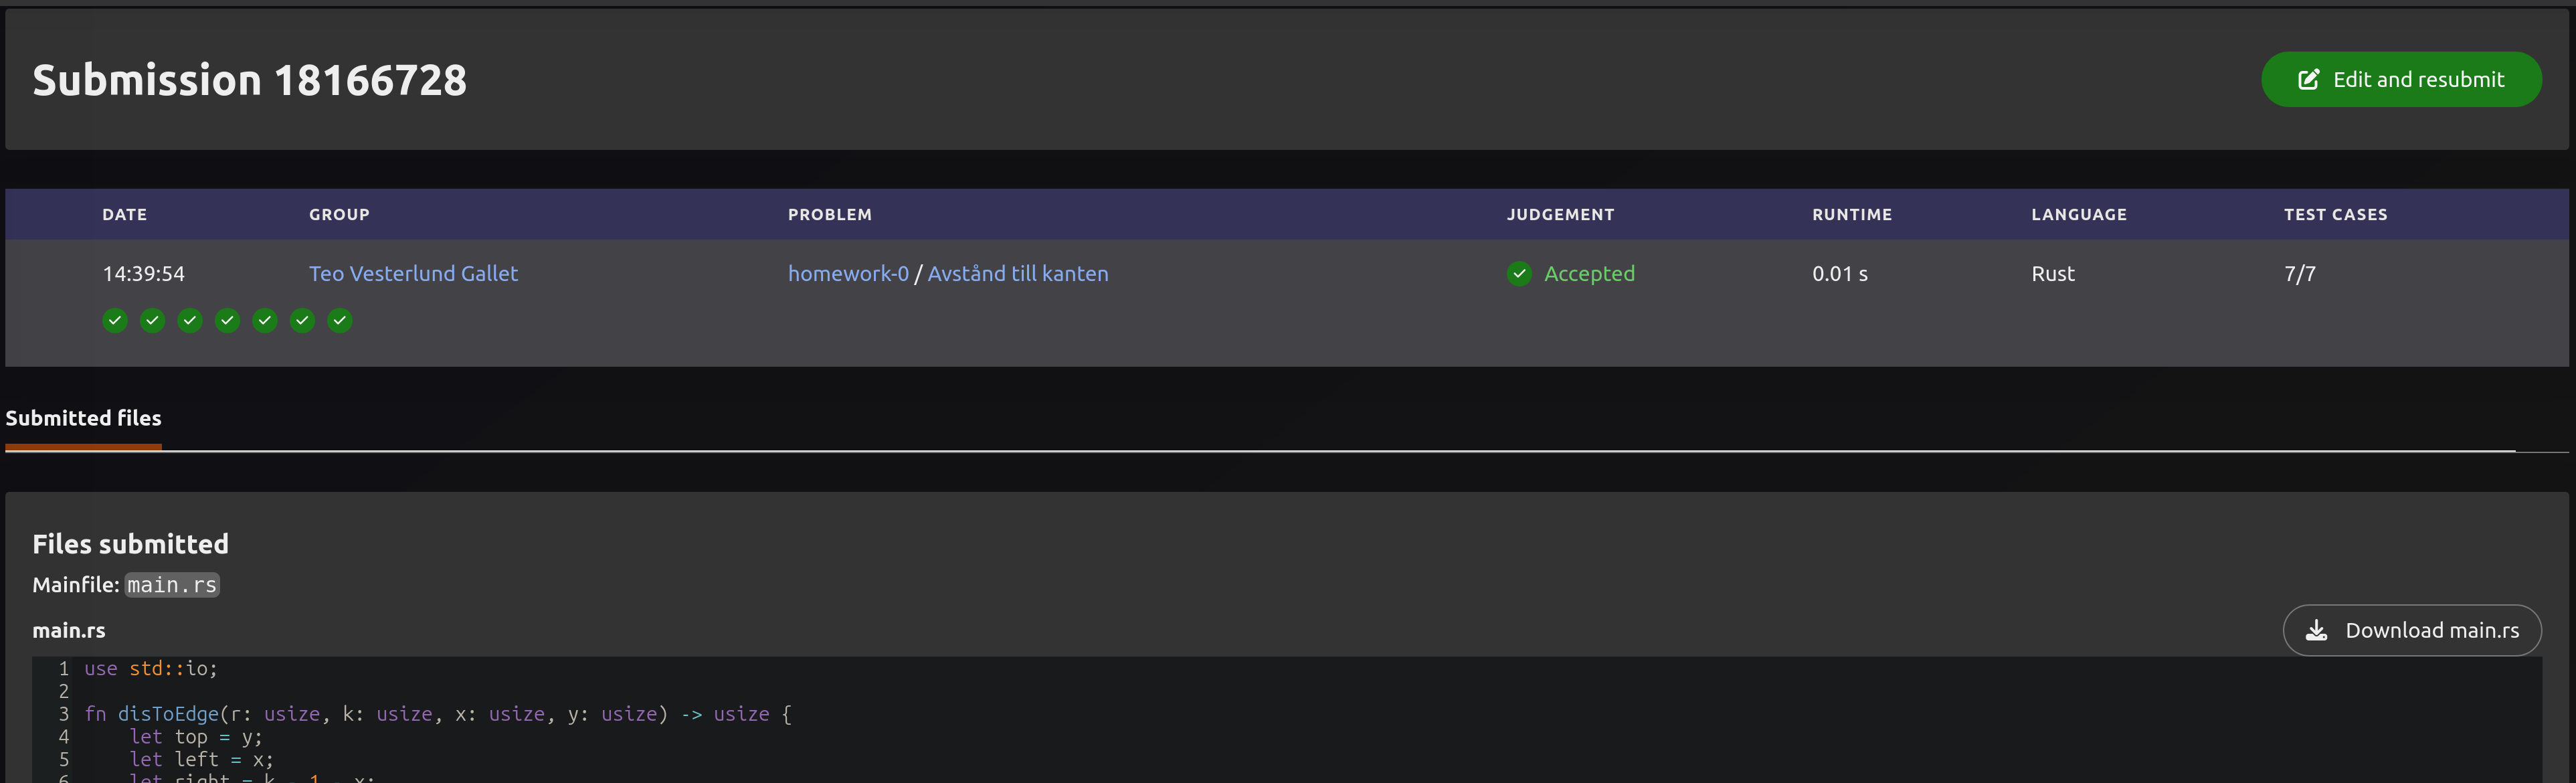 Submission 18166728
Edit and resubmit
DATE GROUP PROBLEM JUDGEMENT RUNTIME LANGUAGE TEST CASES
14:39:54 Teo Vesterlund Gallet homework-0 / Avstånd till kanten Accepted 0.01 s Rust 7/7
Submitted files
Files submitted
Mainfile: main.rs
main.rs
Download main.rs
1 use std::io;
2
3 fn disToEdge(r: usize, k: usize, x: usize, y: usize) -> usize {
4 let top = y;
5 let left = x;
6 let right = k - 1 - x;